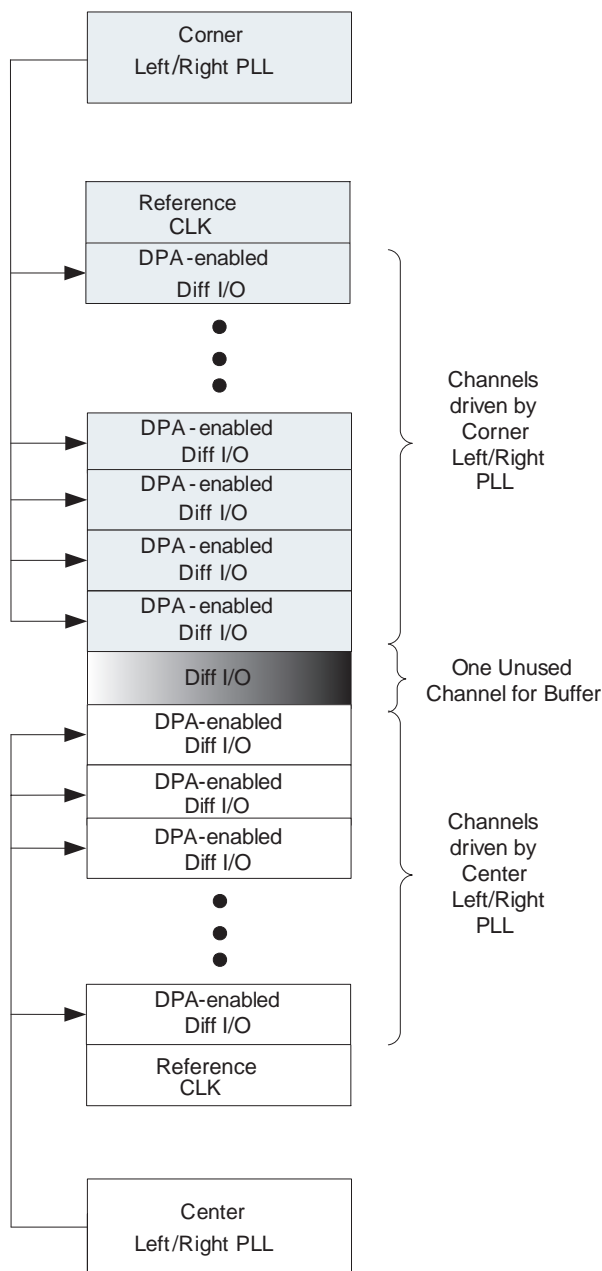 Corner
Left/Right PLL
Reference
CLK
DPA-enabled
Diff I/O
DPA-enabled
Diff I/O
DPA-enabled
Diff I/O
DPA-enabled
Diff I/O
DPA-enabled
Diff I/O
Channels
driven by
Corner
Left/Right
PLL
Diff I/O
One Unused
Channel for Buffer
DPA-enabled
Diff I/O
DPA-enabled
Diff I/O
DPA-enabled
Diff I/O
DPA-enabled
Diff I/O
Channels
driven by
Center
Left/Right
PLL
Reference
CLK
Center
Left/Right PLL